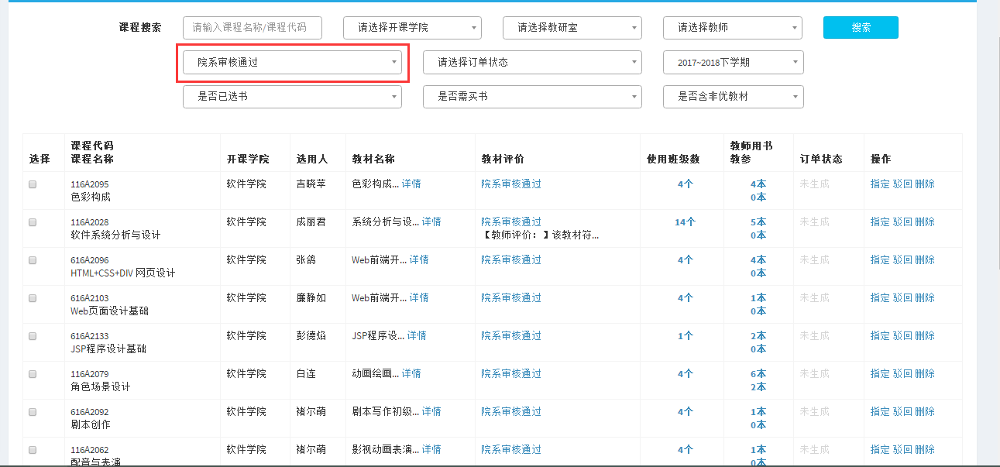 课程搜索 请输入课程名称/课程代码 请选择开课学院 请选择教研室 请选择教师 搜索
院系审核通过 请选择订单状态 2017~2018下学期
是否已选书 是否需买书 是否含非优教材
选择 课程代码 课程名称 开课学院 选用人 教材名称 教材评价 使用班级数 教师用书 教参 订单状态 操作
116A2095 软件学院 吉晓苹 色彩构成... 详情 院系审核通过 4个 4本 未生成 指定 驳回 删除
色彩构成 0本
116A2028 软件学院 成丽君 系统分析与设... 详情 院系审核通过 14个 5本 未生成 指定 驳回 删除
软件系统分析与设计 【教师评价：】该教材符... 0本
616A2096 软件学院 张鸽 Web前端开... 详情 院系审核通过 4个 4本 未生成 指定 驳回 删除
HTML+CSS+DIV 网页设计 0本
616A2103 软件学院 廉静如 Web前端开... 详情 院系审核通过 4个 1本 未生成 指定 驳回 删除
Web页面设计基础 0本
616A2133 软件学院 彭德焰 JSP程序设... 详情 院系审核通过 1个 2本 未生成 指定 驳回 删除
JSP程序设计基础 0本
116A2079 软件学院 白连 动画绘画... 详情 院系审核通过 4个 6本 未生成 指定 驳回 删除
角色场景设计 2本
616A2092 软件学院 褚尔萌 剧本写作初级... 详情 院系审核通过 4个 1本 未生成 指定 驳回 删除
剧本创作 0本
116A2062 软件学院 褚尔萌 影视动画表演... 详情 院系审核通过 4个 1本 未生成 指定 驳回 删除
配音与表演 0本